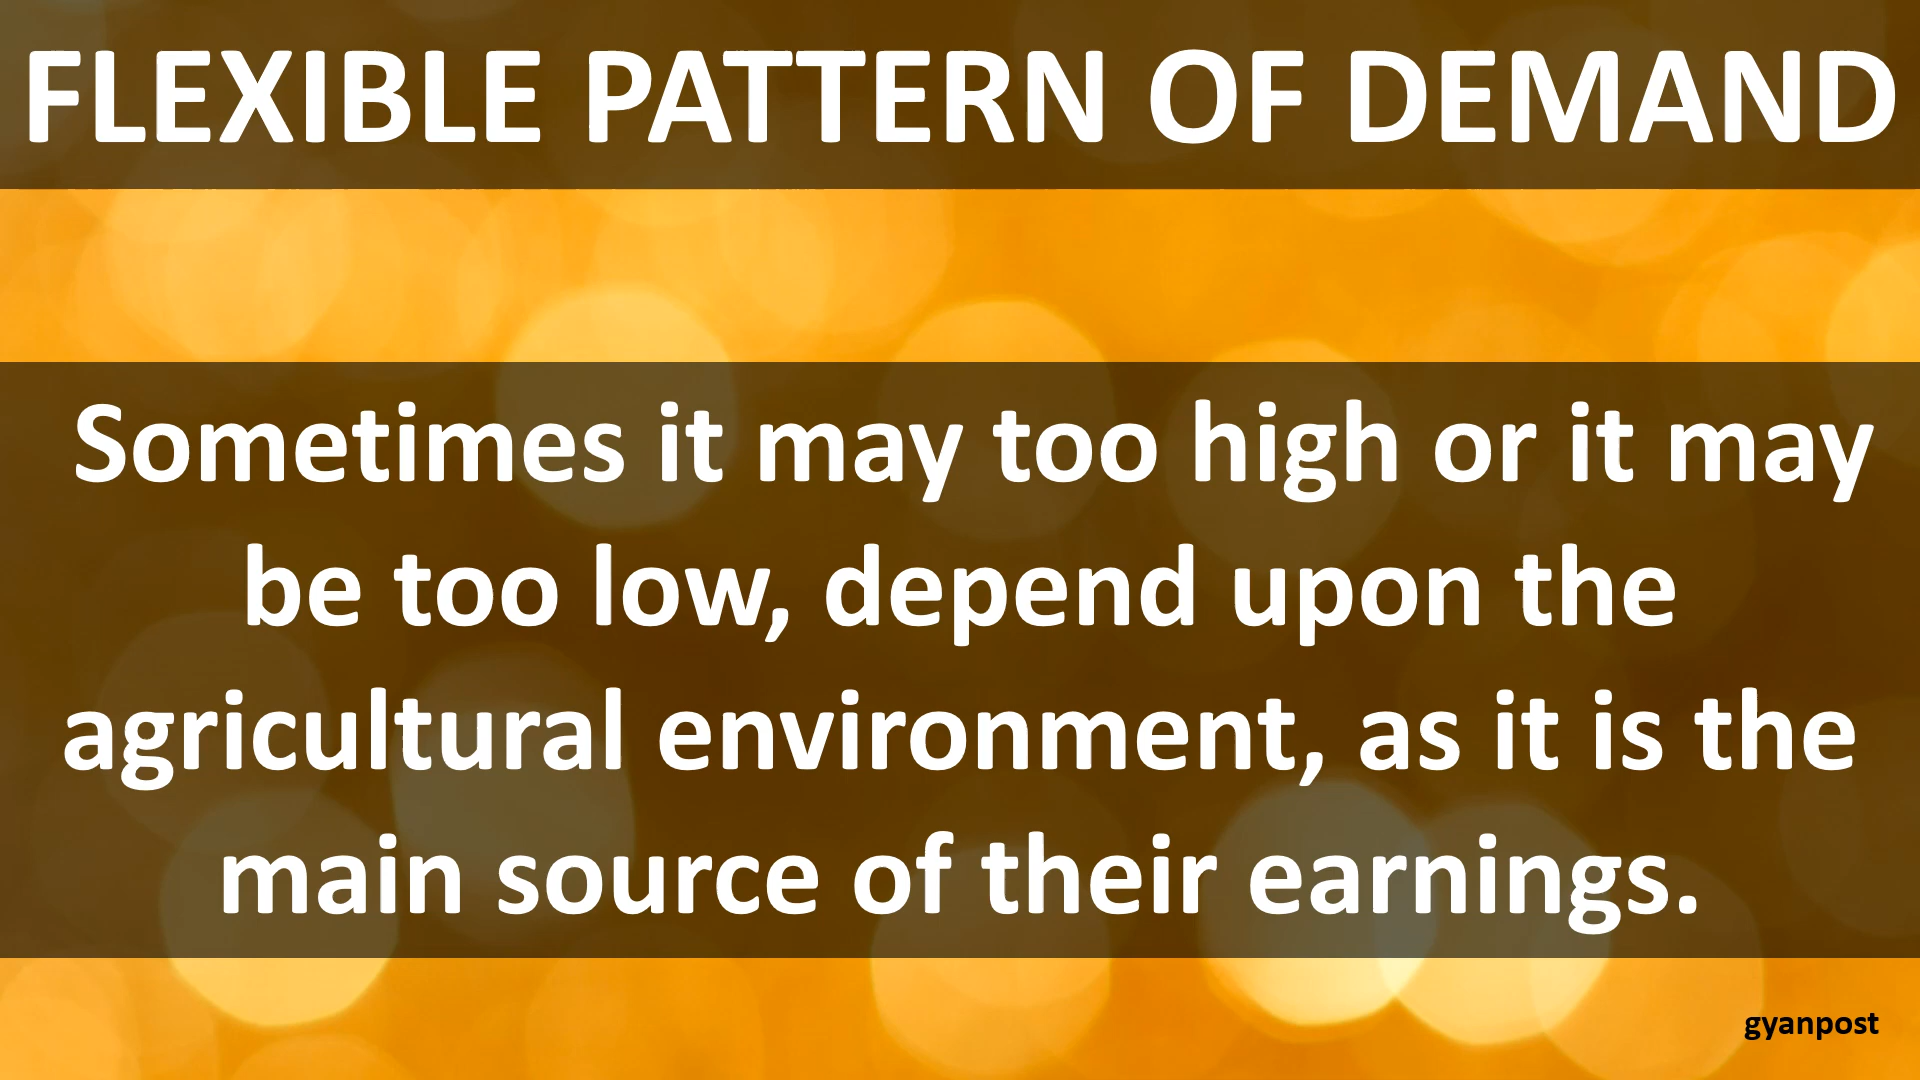 FLEXIBLE PATTERN OF DEMAND
Sometimes it may too high or it may
be too low, depend upon the
agricultural environment, as it is the
main source of their earnings.
gyanpost